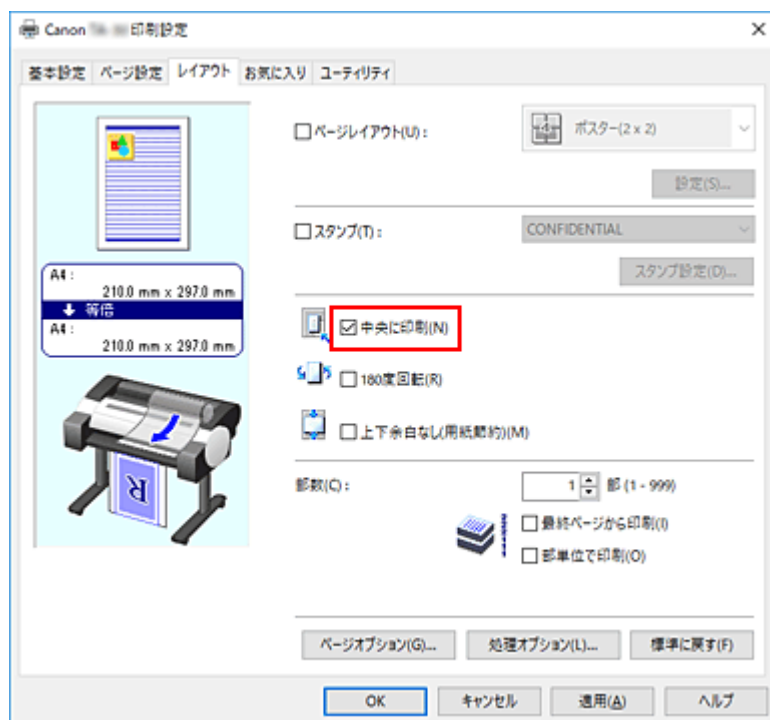 Canon 印刷設定
基本設定 ページ設定 レイアウト お気に入り ユーティリティ
A4 :
210.0 mm x 297.0 mm
等倍
A4 :
210.0 mm x 297.0 mm
R
ページレイアウト(U) :
ポスター(2 x 2)
設定(S)...
スタンプ(T) :
CONFIDENTIAL
スタンプ設定(D)...
中央に印刷(N)
180度回転(R)
上下余白なし(用紙節約)(M)
部数(C) :
1 部 (1 - 999)
最終ページから印刷(I)
部単位で印刷(O)
ページオプション(G)... 処理オプション(L)... 標準に戻す(F)
OK キャンセル 適用(A) ヘルプ